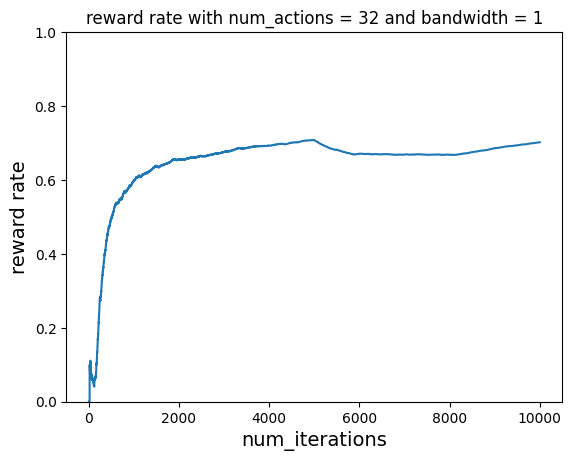 reward rate with num_actions = 32 and bandwidth = 1
1.0
0.8
0.6
0.4
0.2
0.0
reward rate
0 2000 4000 6000 8000 10000
num_iterations